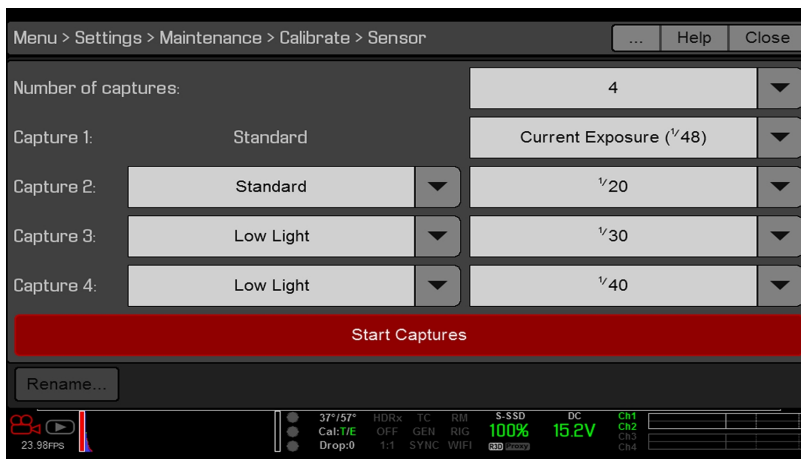 Menu > Settings > Maintenance > Calibrate > Sensor ... Help Close
Number of captures: 4
Capture 1: Standard Current Exposure (1/48)
Capture 2: Standard 1/20
Capture 3: Low Light 1/30
Capture 4: Low Light 1/40
Start Captures
Rename...
37°/57° HDRx TC RM S-SSD DC Ch1
Cal:T/E OFF GEN RIG 100% 15.2V Ch2
23.98FPS Drop:0 1:1 SYNC WIFI R3D Proxy Ch3
Ch4